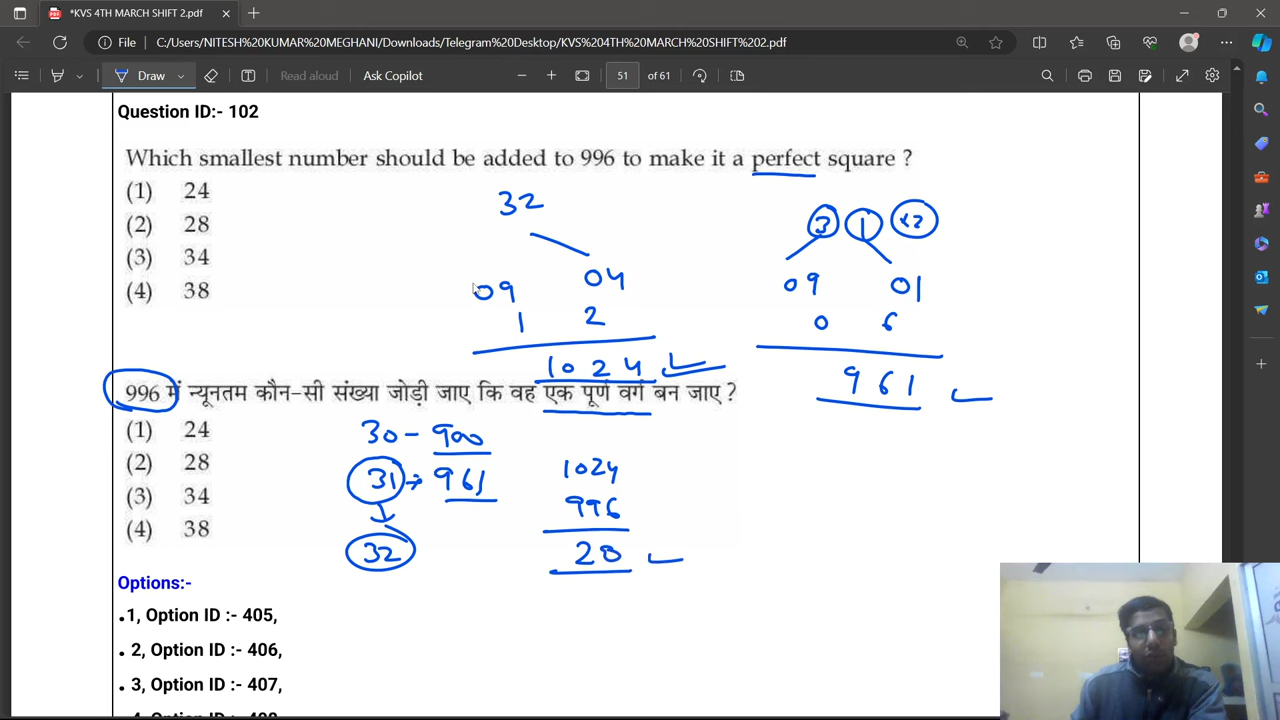 *KVS 4TH MARCH SHIFT 2.pdf
File C:/Users/NITESH%20KUMAR%20MEGHANI/Downloads/Telegram%20Desktop/KVS%204TH%20MARCH%20SHIFT%202.pdf
Draw Read aloud Ask Copilot 51 of 61
Question ID:- 102
Which smallest number should be added to 996 to make it a perfect square ?
(1) 24
(2) 28
(3) 34
(4) 38
32
09 04
1 2
1024
3 1 x2
09 01
0 6
961
996 में न्यूनतम कौन-सी संख्या जोड़ी जाए कि वह एक पूर्ण वर्ग बन जाए ?
(1) 24
(2) 28
(3) 34
(4) 38
30 - 900
31 → 961
32
1024
996
28
Options:-
.1, Option ID :- 405,
. 2, Option ID :- 406,
. 3, Option ID :- 407,